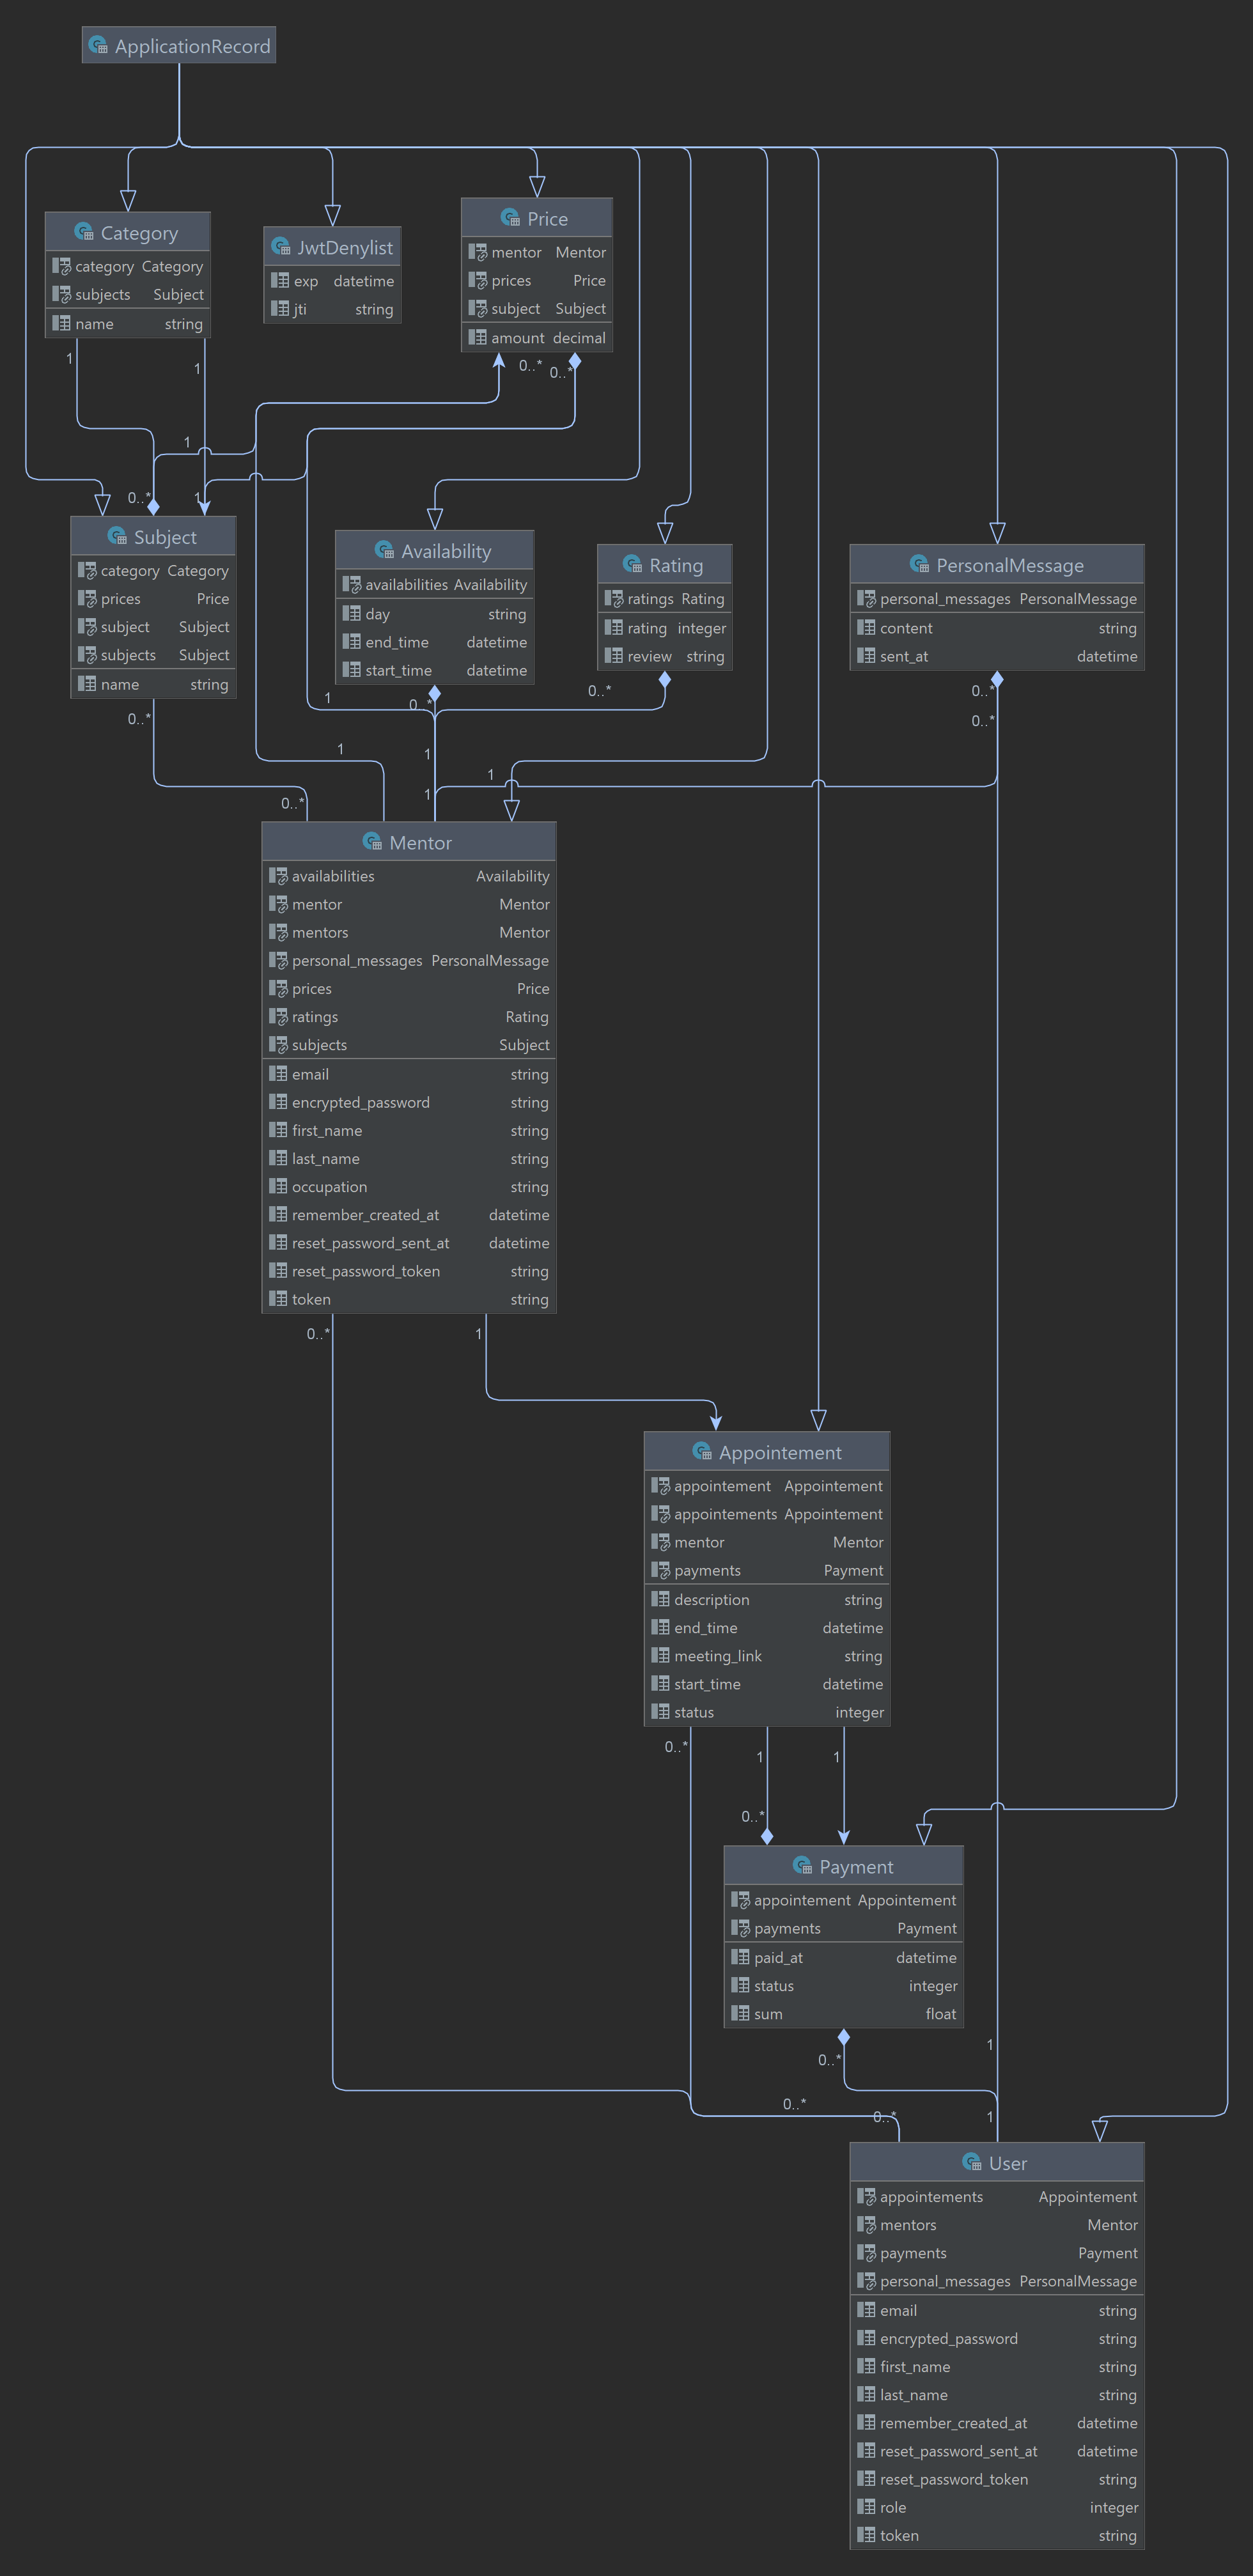 ApplicationRecord
Category
category Category
subjects Subject
name string
JwtDenylist
exp datetime
jti string
Price
mentor Mentor
prices Price
subject Subject
amount decimal
1
1
0..*
0..*
1
0..*
1
Subject
category Category
prices Price
subject Subject
subjects Subject
name string
Availability
availabilities Availability
day string
end_time datetime
start_time datetime
Rating
ratings Rating
rating integer
review string
PersonalMessage
personal_messages PersonalMessage
content string
sent_at datetime
0..*
1
0..*
0..*
0..*
0..*
1
1
1
1
0..*
Mentor
availabilities Availability
mentor Mentor
mentors Mentor
personal_messages PersonalMessage
prices Price
ratings Rating
subjects Subject
email string
encrypted_password string
first_name string
last_name string
occupation string
remember_created_at datetime
reset_password_sent_at datetime
reset_password_token string
token string
0..*
1
Appointement
appointement Appointement
appointements Appointement
mentor Mentor
payments Payment
description string
end_time datetime
meeting_link string
start_time datetime
status integer
0..*
1
1
0..*
Payment
appointement Appointement
payments Payment
paid_at datetime
status integer
sum float
0..*
1
0..*
0..*
1
User
appointements Appointement
mentors Mentor
payments Payment
personal_messages PersonalMessage
email string
encrypted_password string
first_name string
last_name string
remember_created_at datetime
reset_password_sent_at datetime
reset_password_token string
role integer
token string